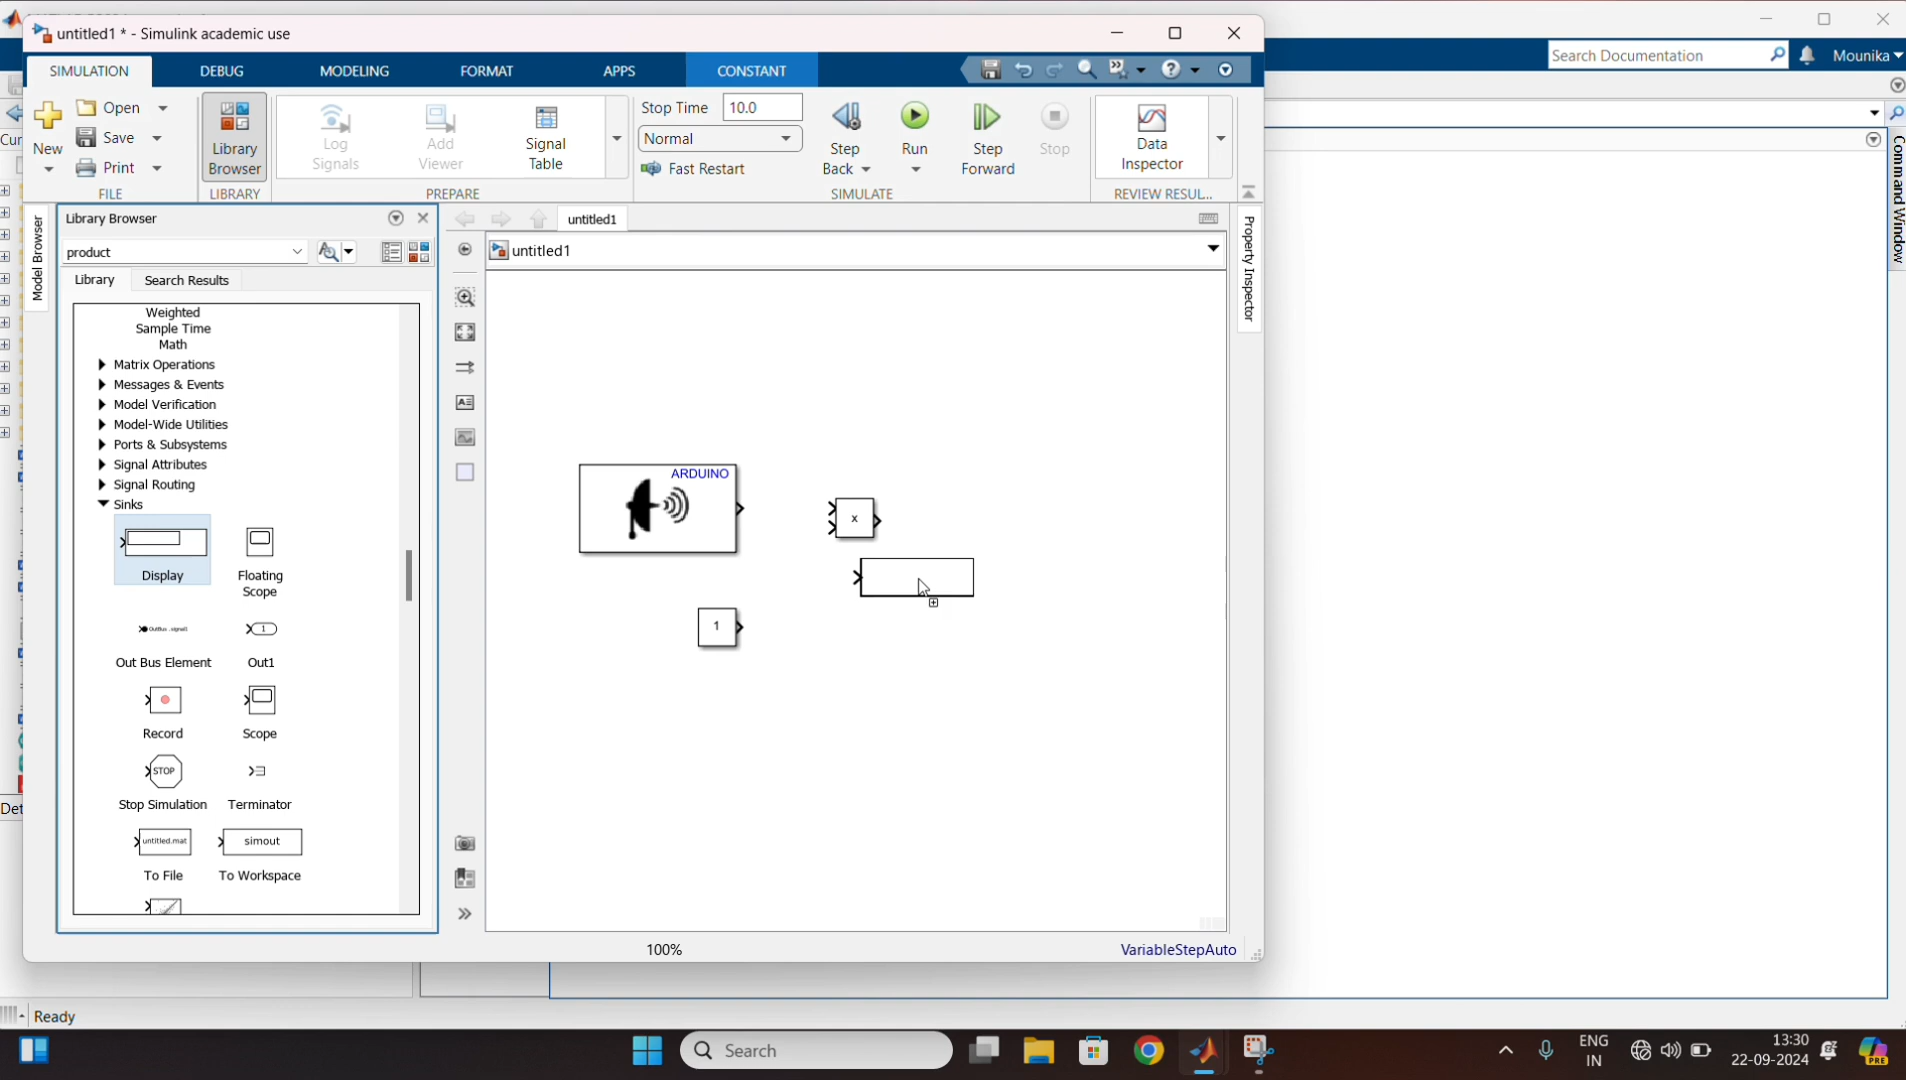 untitled1 * - Simulink academic use
SIMULATION DEBUG MODELING FORMAT APPS CONSTANT
Search Documentation Mounika
New Open Save Print FILE
Library Browser LIBRARY
Log Signals Add Viewer Signal Table PREPARE
Stop Time 10.0
Normal
Fast Restart
Step Back Run Step Forward Stop SIMULATE
Data Inspector REVIEW RESUL...
Cur
Model Browser
Library Browser
product
Library Search Results
Weighted
Sample Time
Math
Matrix Operations
Messages & Events
Model Verification
Model-Wide Utilities
Ports & Subsystems
Signal Attributes
Signal Routing
Sinks
Display Floating Scope
OutBus.signal1 1
Out Bus Element Out1
Record Scope
STOP
Stop Simulation Terminator
untitled.mat simout
To File To Workspace
untitled1
untitled1
ARDUINO
x
1
Property Inspector
Command Window
100% VariableStepAuto
Det
Ready
Search
ENG
IN
13:30
22-09-2024
PRE